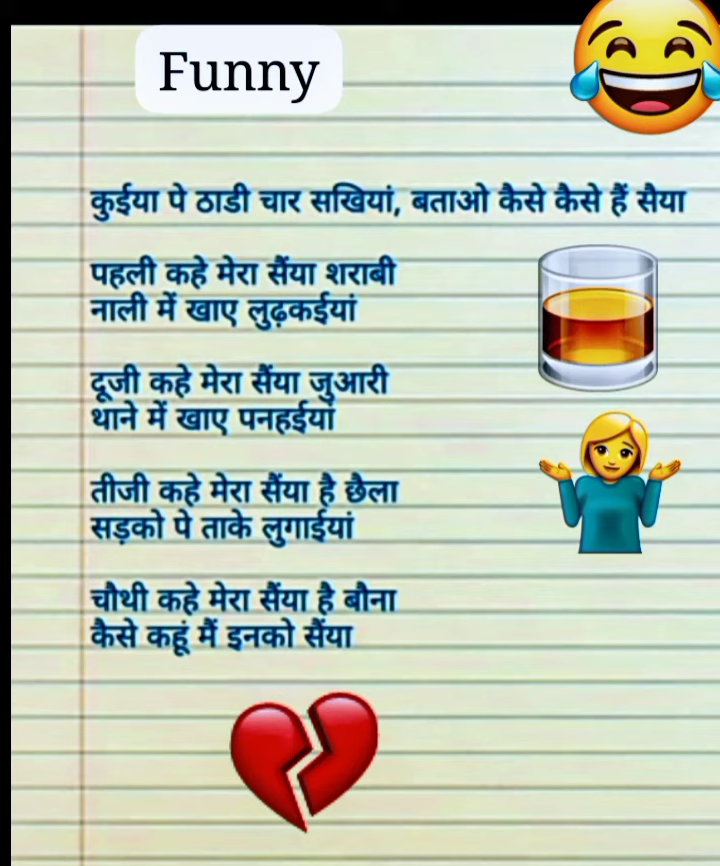 Funny
कुईया पे ठाडी चार सखियां, बताओ कैसे कैसे हैं सैया
पहली कहे मेरा सैंया शराबी
नाली में खाए लुढ़कईयां
दूजी कहे मेरा सैंया जुआरी
थाने में खाए पनहईयां
तीजी कहे मेरा सैंया है छैला
सड़को पे ताके लुगाईयां
चौथी कहे मेरा सैंया है बौना
कैसे कहूं मैं इनको सैंया